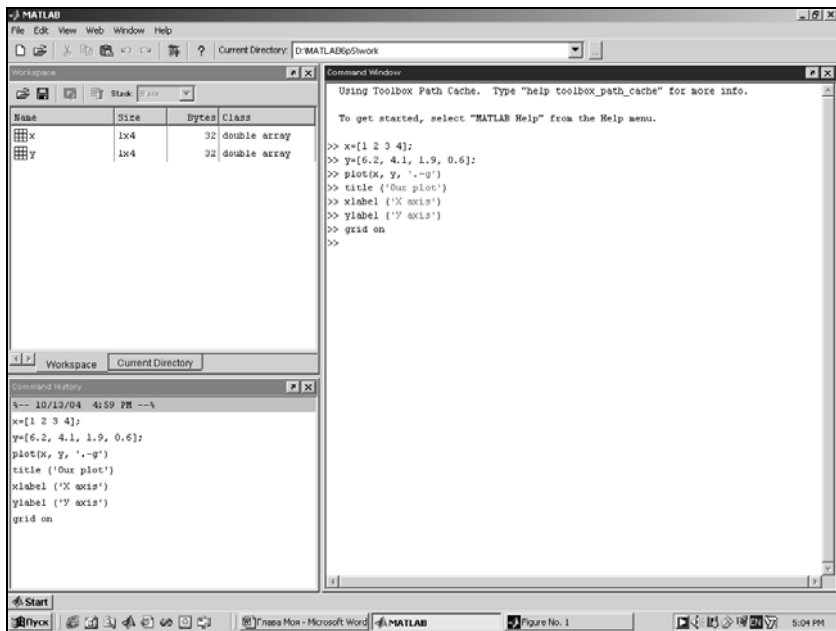 MATLAB
File Edit View Web Window Help
? Current Directory: D:\MATLAB6p5\work
Workspace
Stack: Base
Name Size Bytes Class
x 1x4 32 double array
y 1x4 32 double array
Workspace Current Directory
Command History
%-- 10/13/04 4:59 PM --%
x=[1 2 3 4];
y=[6.2, 4.1, 1.9, 0.6];
plot(x, y, '.-g')
title ('Our plot')
xlabel ('X axis')
ylabel ('Y axis')
grid on
Command Window
Using Toolbox Path Cache. Type "help toolbox_path_cache" for more info.
To get started, select "MATLAB Help" from the Help menu.
>> x=[1 2 3 4];
>> y=[6.2, 4.1, 1.9, 0.6];
>> plot(x, y, '.-g')
>> title ('Our plot')
>> xlabel ('X axis')
>> ylabel ('Y axis')
>> grid on
>>
Start
Пуск Глава Моя - Microsoft Word MATLAB Figure No. 1 EN 5:04 PM